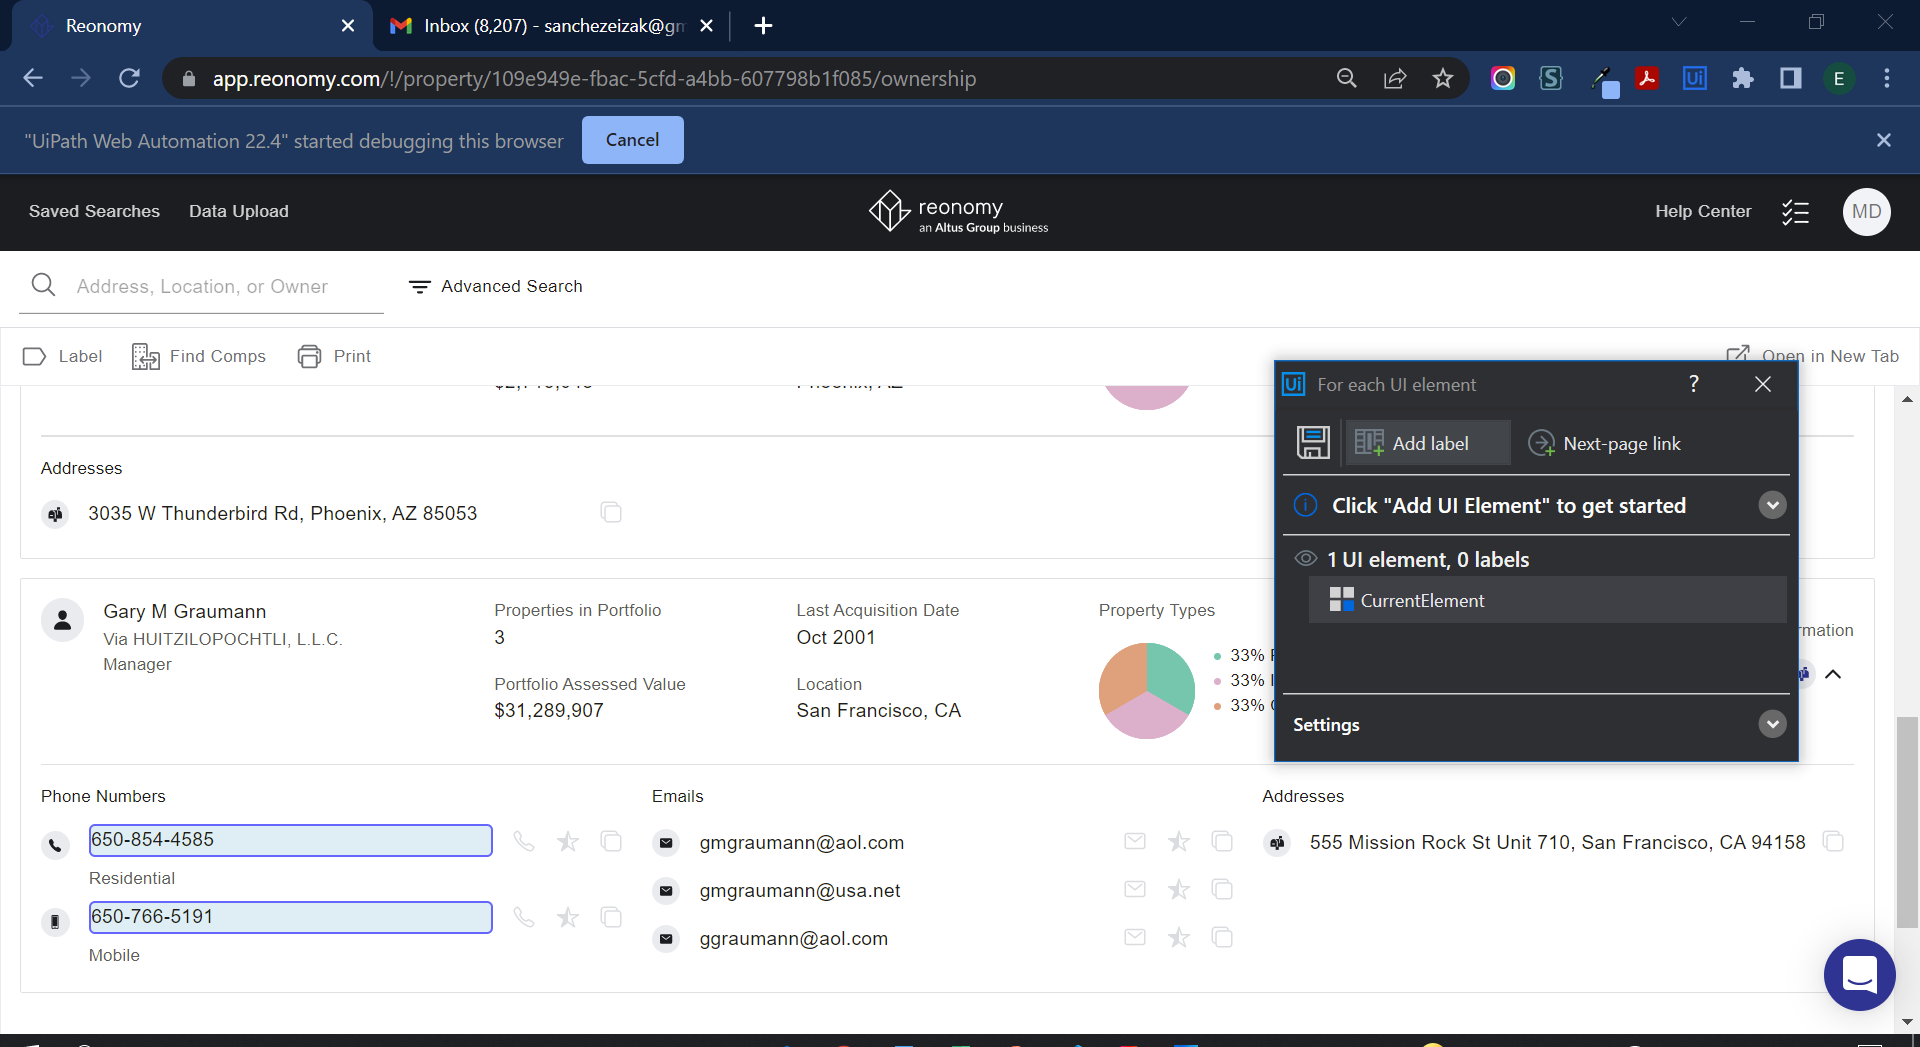 Reonomy
Inbox (8,207) - sanchezeizak@gm
app.reonomy.com/!/property/109e949e-fbac-5cfd-a4bb-607798b1f085/ownership
E
"UiPath Web Automation 22.4" started debugging this browser
Cancel
Saved Searches
Data Upload
reonomy
an Altus Group business
Help Center
MD
Address, Location, or Owner
Advanced Search
Label
Find Comps
Print
Open in New Tab
Addresses
3035 W Thunderbird Rd, Phoenix, AZ 85053
Gary M Graumann
Via HUITZILOPOCHTLI, L.L.C.
Manager
Properties in Portfolio
3
Portfolio Assessed Value
$31,289,907
Last Acquisition Date
Oct 2001
Location
San Francisco, CA
Property Types
33%
33%
33%
rmation
Ui For each UI element
?
Add label
Next-page link
Click "Add UI Element" to get started
1 UI element, 0 labels
CurrentElement
Settings
Phone Numbers
650-854-4585
Residential
650-766-5191
Mobile
Emails
gmgraumann@aol.com
gmgraumann@usa.net
ggraumann@aol.com
Addresses
555 Mission Rock St Unit 710, San Francisco, CA 94158